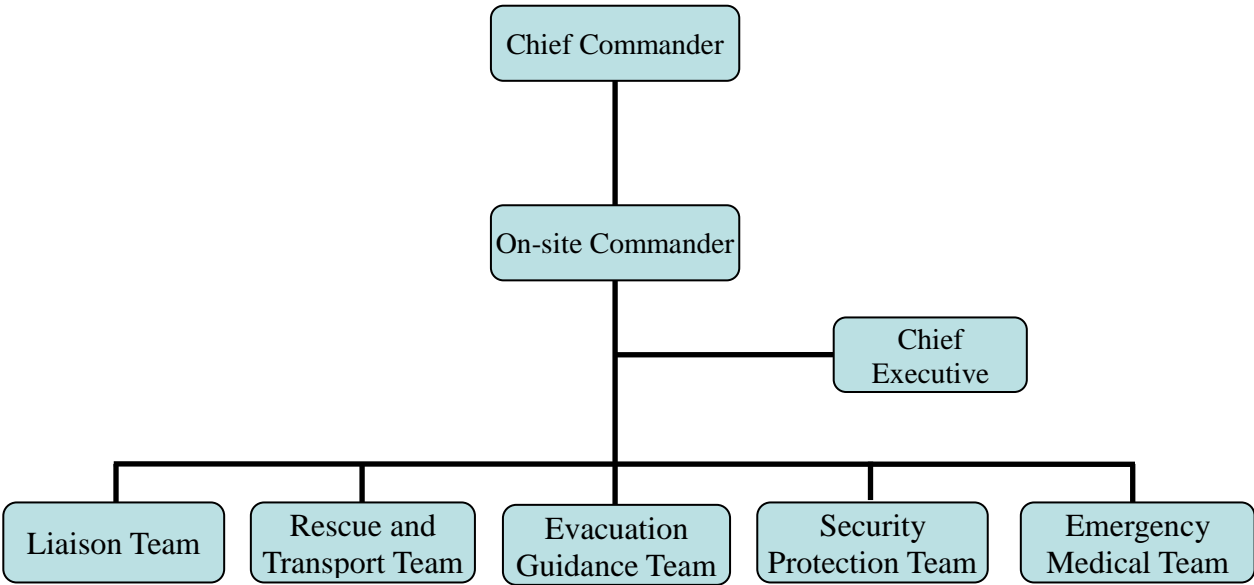 Chief Commander
On-site Commander
Chief
Executive
Liaison Team
Rescue and
Transport Team
Evacuation
Guidance Team
Security
Protection Team
Emergency
Medical Team